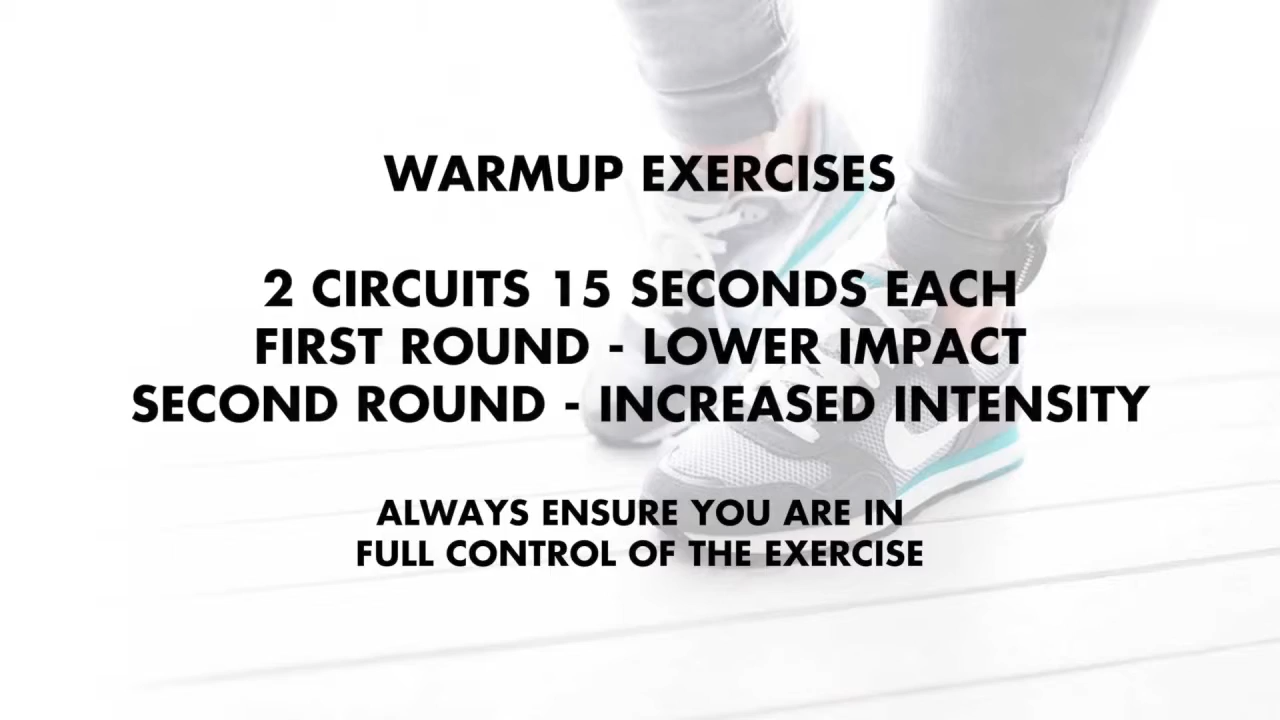 WARMUP EXERCISES
2 CIRCUITS 15 SECONDS EACH
FIRST ROUND - LOWER IMPACT
SECOND ROUND - INCREASED INTENSITY
ALWAYS ENSURE YOU ARE IN
FULL CONTROL OF THE EXERCISE